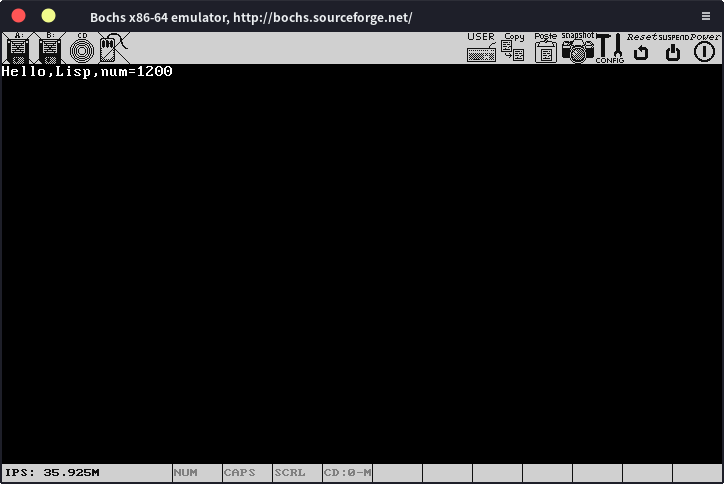 Bochs x86-64 emulator, http://bochs.sourceforge.net/
A: B: CD USER Copy Paste snapshot CONFIG Reset SUSPEND Power
Hello,Lisp,num=1200
IPS: 35.925M NUM CAPS SCRL CD:0-M